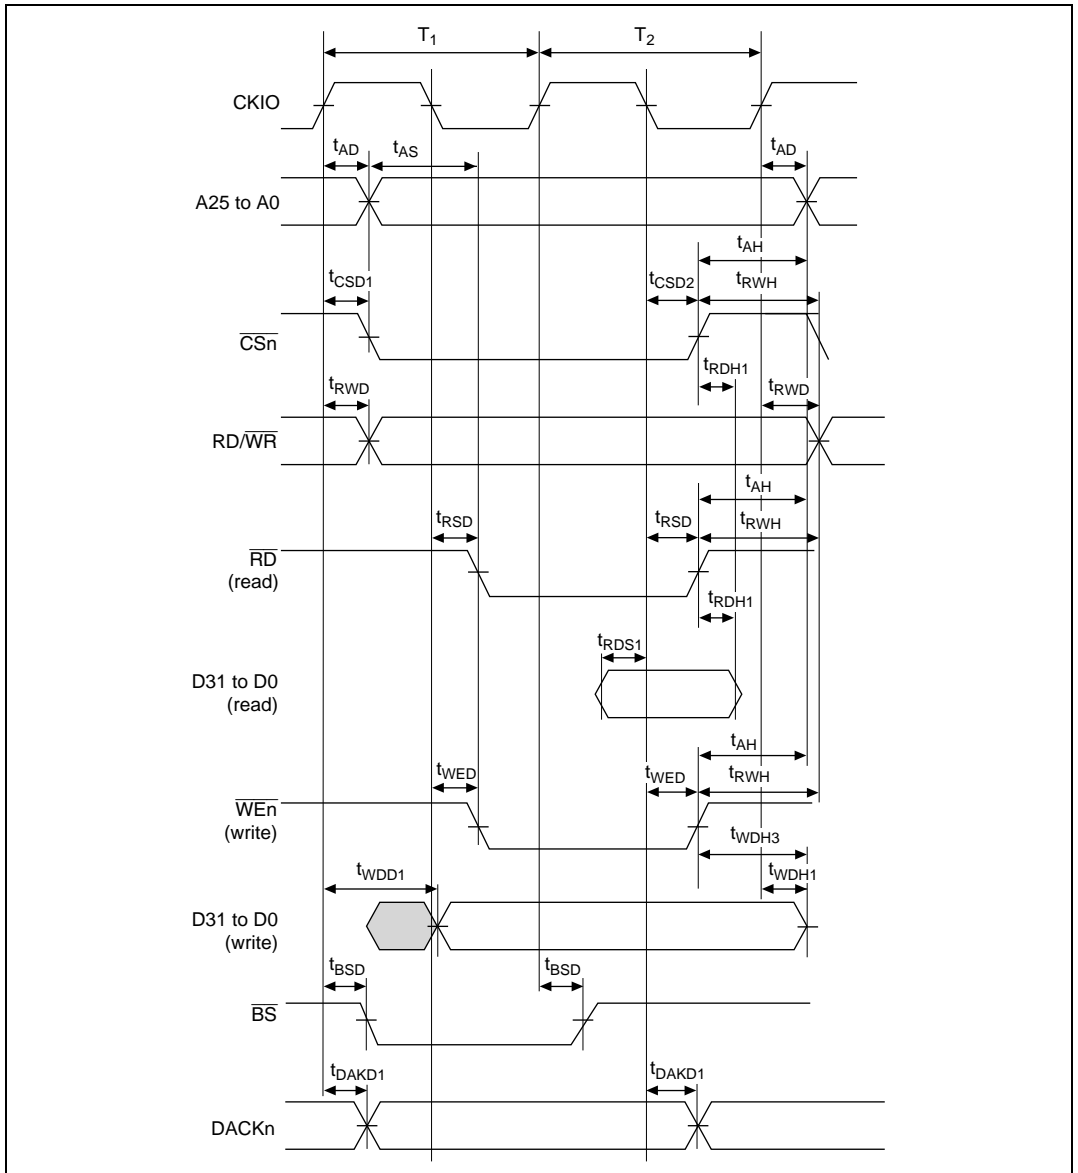 T1 T2
CKIO
tAD tAS tAD
A25 to A0
tAH
tCSD1 tCSD2 tRWH
CSn
tRDH1
tRWD tRWD
RD/WR
tAH
tRSD tRSD tRWH
RD
(read)
tRDH1
tRDS1
D31 to D0
(read)
tAH
tWED tWED tRWH
WEn
(write)
tWDH3
tWDD1 tWDH1
D31 to D0
(write)
tBSD tBSD
BS
tDAKD1 tDAKD1
DACKn